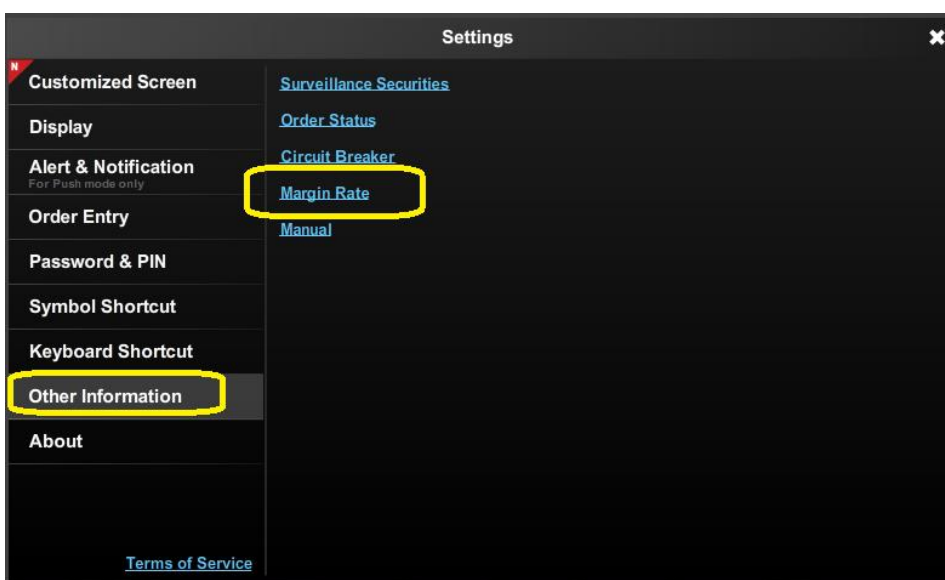 Settings
N
Customized Screen
Display
Alert & Notification
For Push mode only
Order Entry
Password & PIN
Symbol Shortcut
Keyboard Shortcut
Other Information
About
Terms of Service
Surveillance Securities
Order Status
Circuit Breaker
Margin Rate
Manual